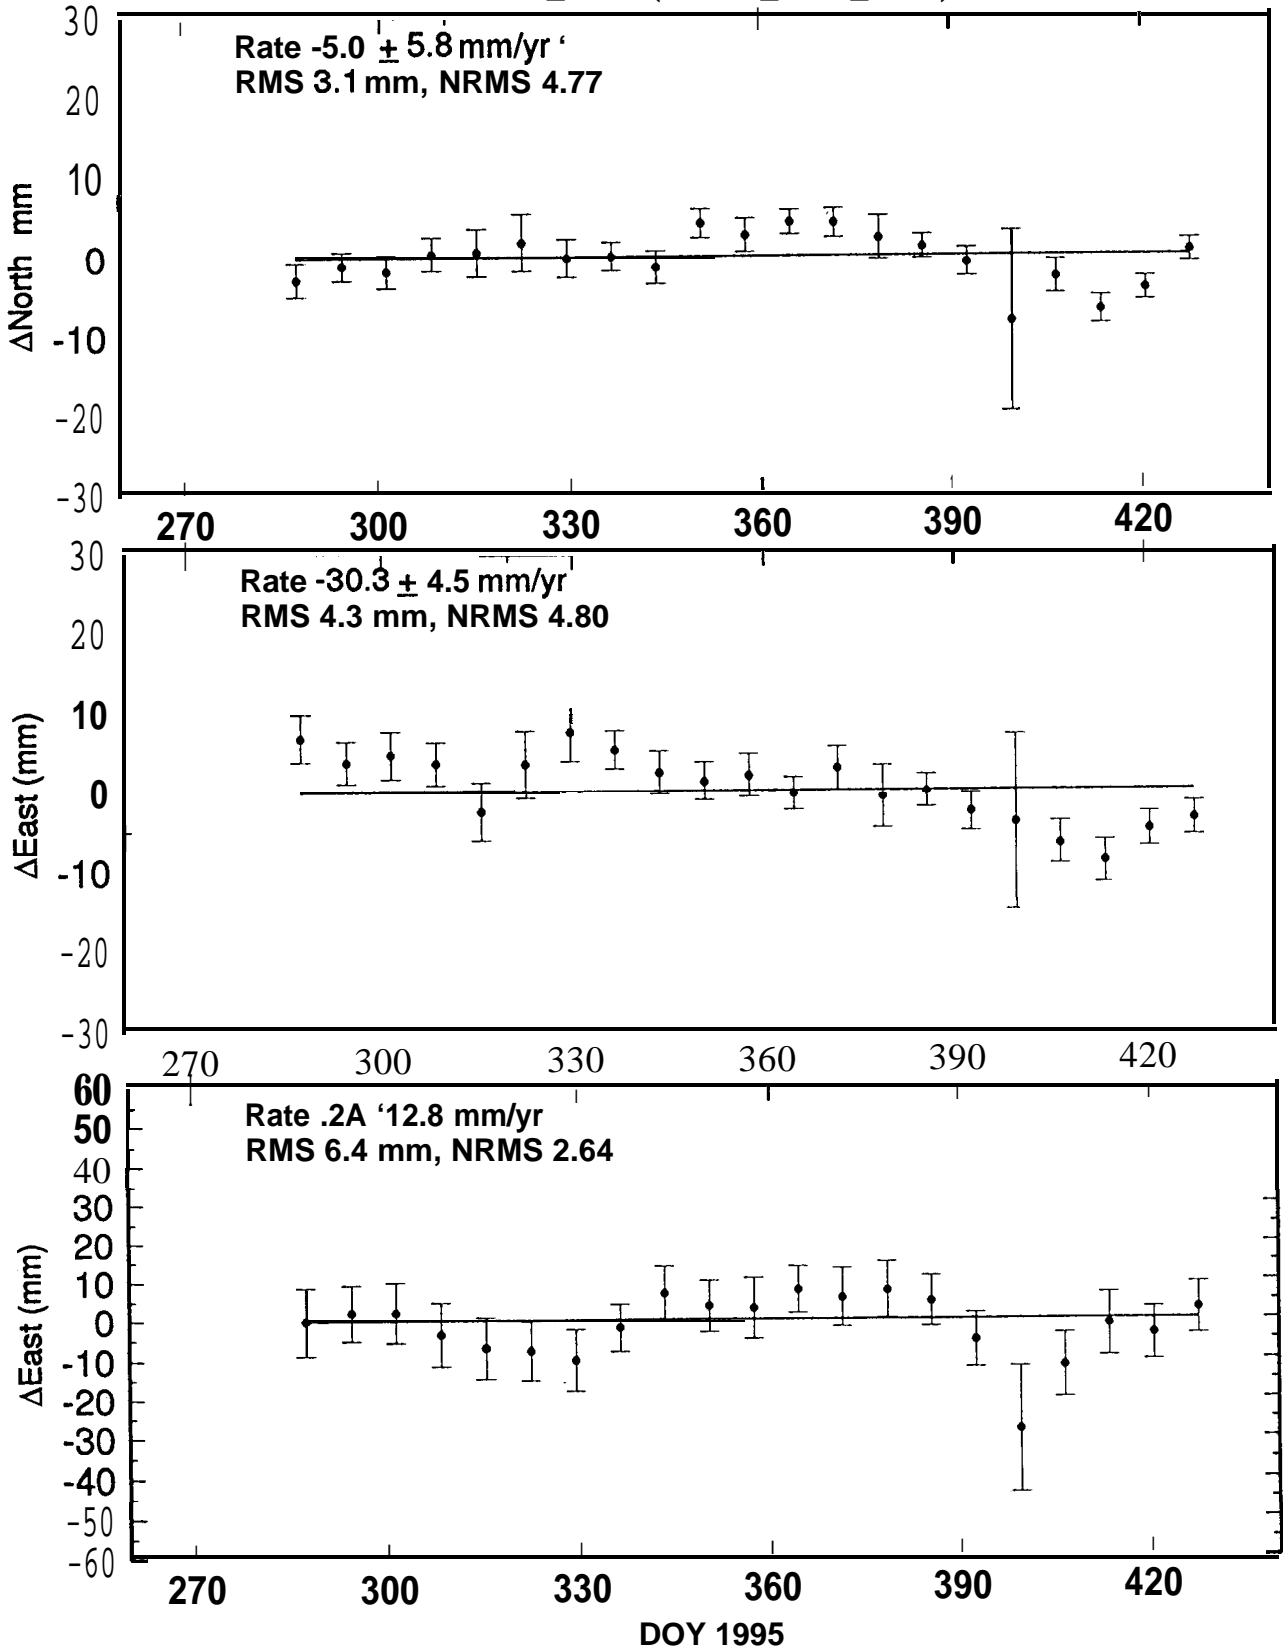 30
Rate -5.0 ± 5.8 mm/yr ‘
RMS 3.1 mm, NRMS 4.77
20
10
0
-10
-20
-30
ΔNorth mm
270 300 330 360 390 420
30
Rate -30.3 ± 4.5 mm/yr
RMS 4.3 mm, NRMS 4.80
20
10
0
-10
-20
-30
ΔEast (mm)
270 300 330 360 390 420
60
Rate .2A ‘12.8 mm/yr
RMS 6.4 mm, NRMS 2.64
50
40
30
20
10
0
-10
-20
-30
-40
-50
-60
ΔEast (mm)
270 300 330 360 390 420
DOY 1995